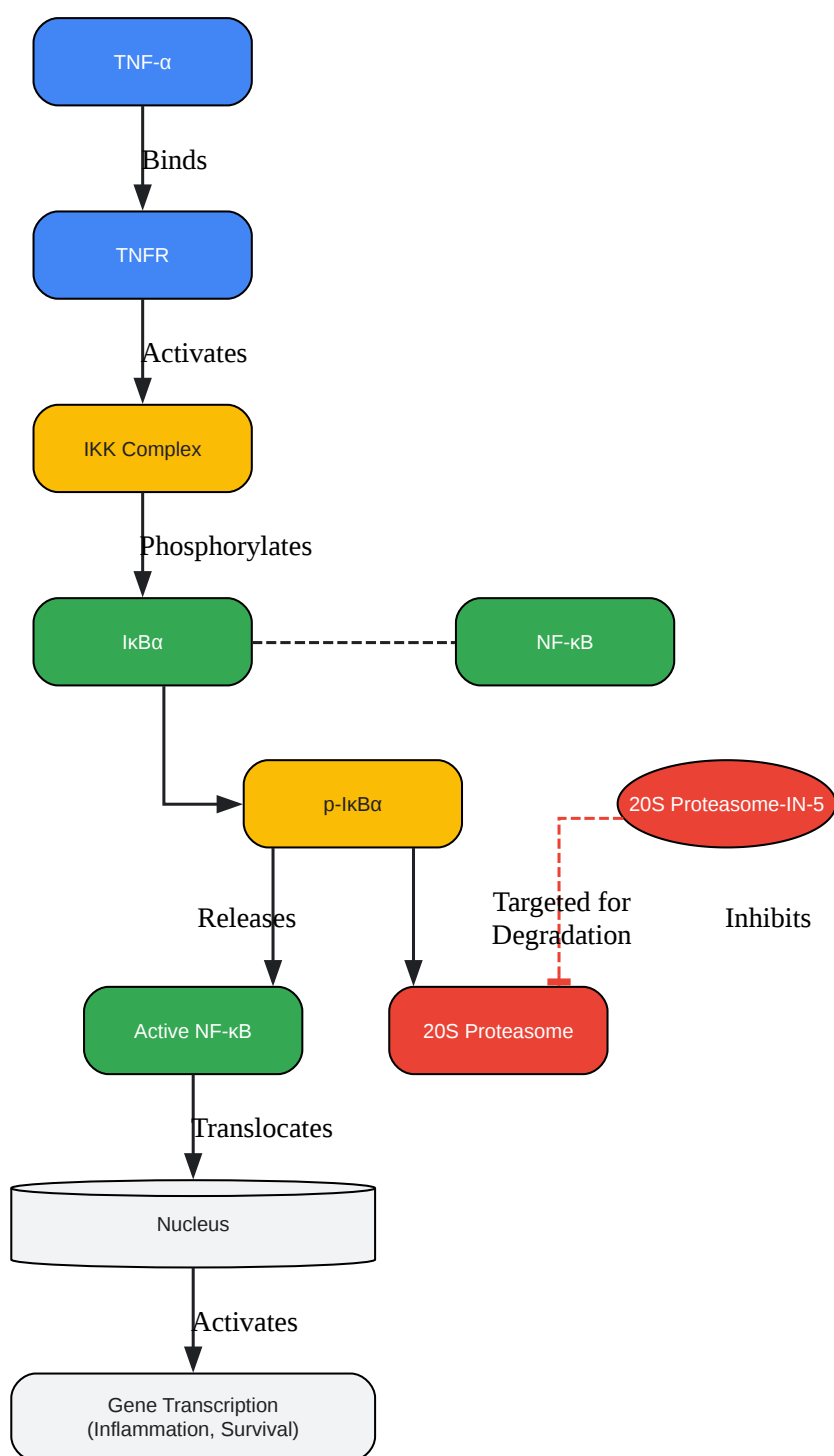 TNF-α
Binds
TNFR
Activates
IKK Complex
Phosphorylates
IκBα
NF-κB
p-IκBα
20S Proteasome-IN-5
Releases
Targeted for
Degradation
Inhibits
Active NF-κB
20S Proteasome
Translocates
Nucleus
Activates
Gene Transcription
(Inflammation, Survival)